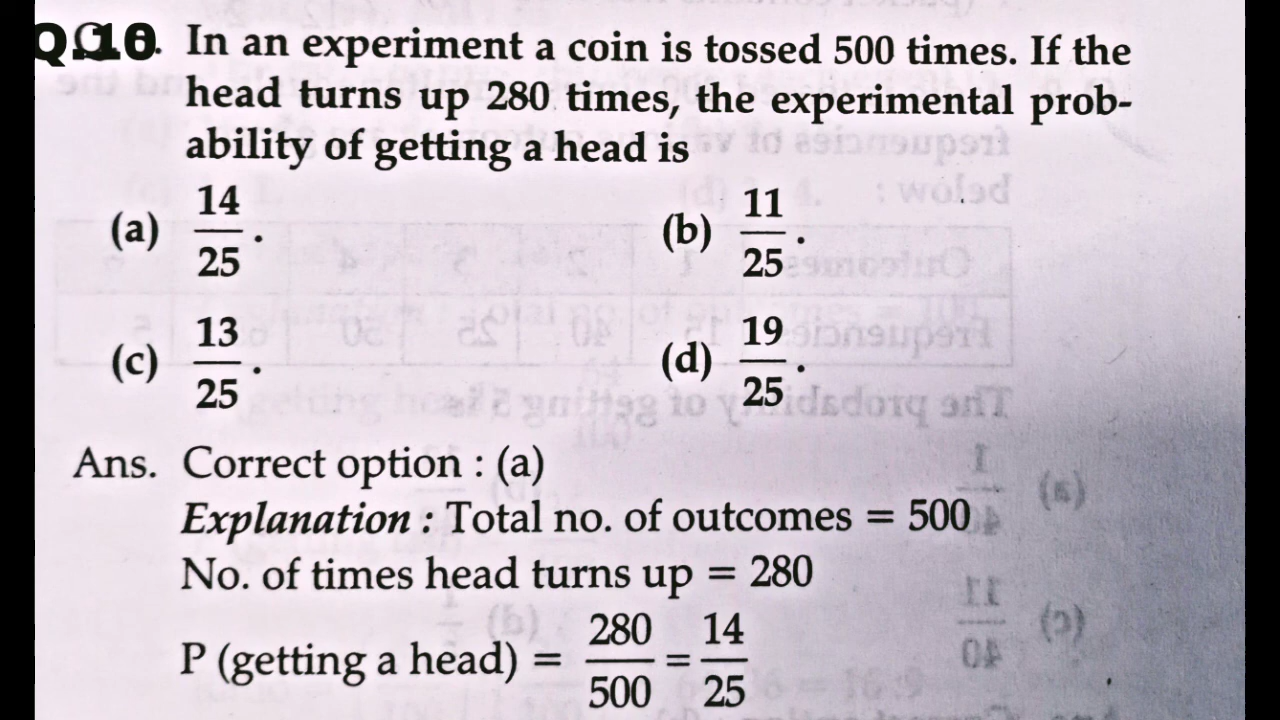 Q.10. In an experiment a coin is tossed 500 times. If the
head turns up 280 times, the experimental prob-
ability of getting a head is
(a) 14/25 . (b) 11/25 .
(c) 13/25 . (d) 19/25 .
Ans. Correct option : (a)
Explanation : Total no. of outcomes = 500
No. of times head turns up = 280
P (getting a head) = 280/500 = 14/25